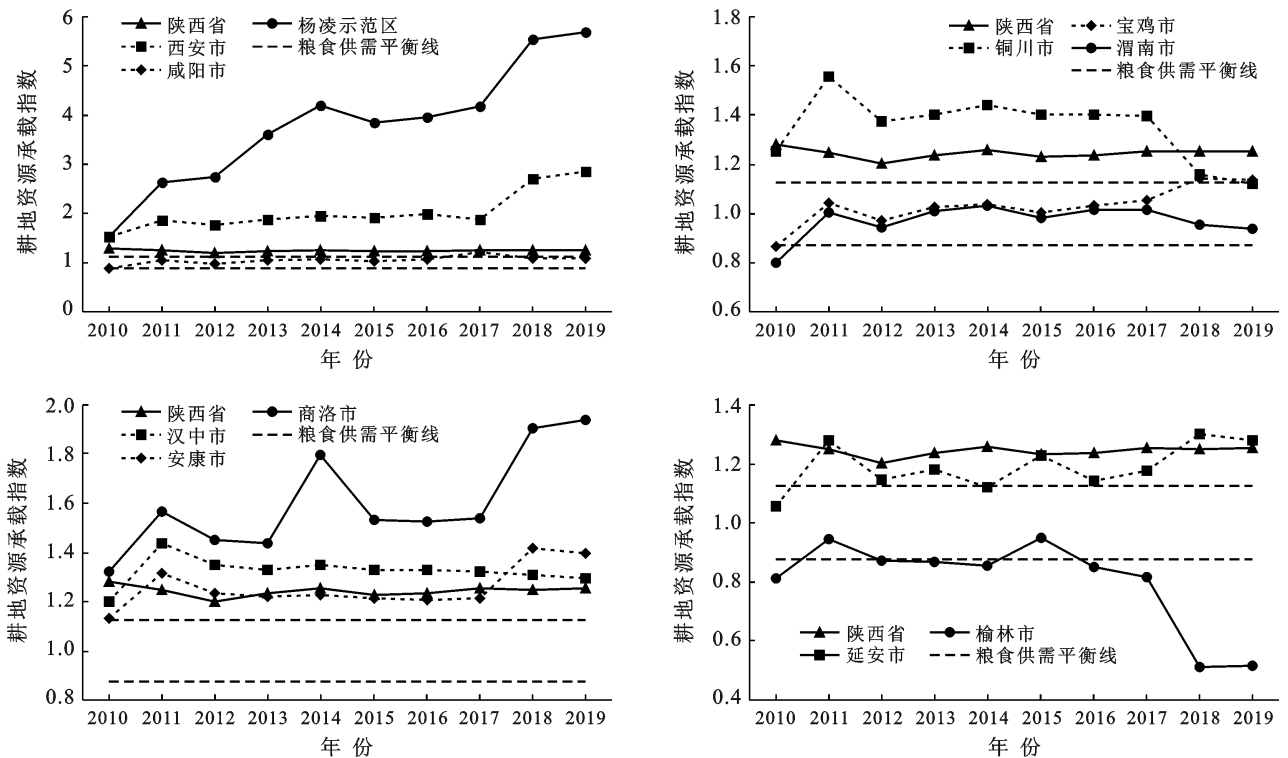 耕地资源承载指数
6
5
4
3
2
1
0
陕西省
西安市
咸阳市
杨凌示范区
粮食供需平衡线
2010 2011 2012 2013 2014 2015 2016 2017 2018 2019
年 份
耕地资源承载指数
1.8
1.6
1.4
1.2
1.0
0.8
0.6
陕西省
铜川市
宝鸡市
渭南市
粮食供需平衡线
2010 2011 2012 2013 2014 2015 2016 2017 2018 2019
年 份
耕地资源承载指数
2.0
1.8
1.6
1.4
1.2
1.0
0.8
陕西省
汉中市
安康市
商洛市
粮食供需平衡线
2010 2011 2012 2013 2014 2015 2016 2017 2018 2019
年 份
耕地资源承载指数
1.4
1.2
1.0
0.8
0.6
0.4
陕西省
延安市
榆林市
粮食供需平衡线
2010 2011 2012 2013 2014 2015 2016 2017 2018 2019
年 份